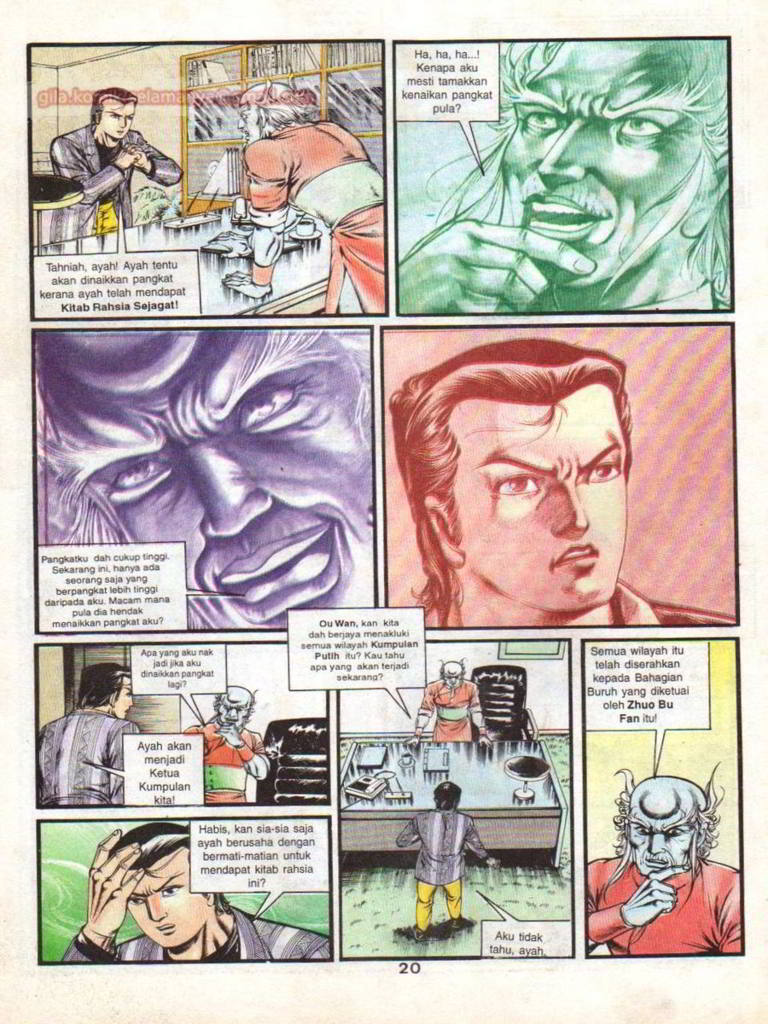 Tahniah, ayah! Ayah tentu
akan dinaikkan pangkat
kerana ayah telah mendapat
Kitab Rahsia Sejagat!
Ha, ha, ha...!
Kenapa aku
mesti tamakkan
kenaikan pangkat
pula?
Pangkatku dah cukup tinggi.
Sekarang ini, hanya ada
seorang saja yang
berpangkat lebih tinggi
daripada aku. Macam mana
pula dia hendak
menaikkan pangkat aku?
Apa yang aku nak
jadi jika aku
dinaikkan pangkat
lagi?
Ayah akan
menjadi
Ketua
Kumpulan
kita!
Habis, kan sia-sia saja
ayah berusaha dengan
bermati-matian untuk
mendapat kitab rahsia
ini?
Ou Wan, kan kita
dah berjaya menakluki
semua wilayah Kumpulan
Putih itu? Kau tahu
apa yang akan terjadi
sekarang?
Aku tidak
tahu, ayah.
Semua wilayah itu
telah diserahkan
kepada Bahagian
Buruh yang diketuai
oleh Zhuo Bu
Fan itu!
20